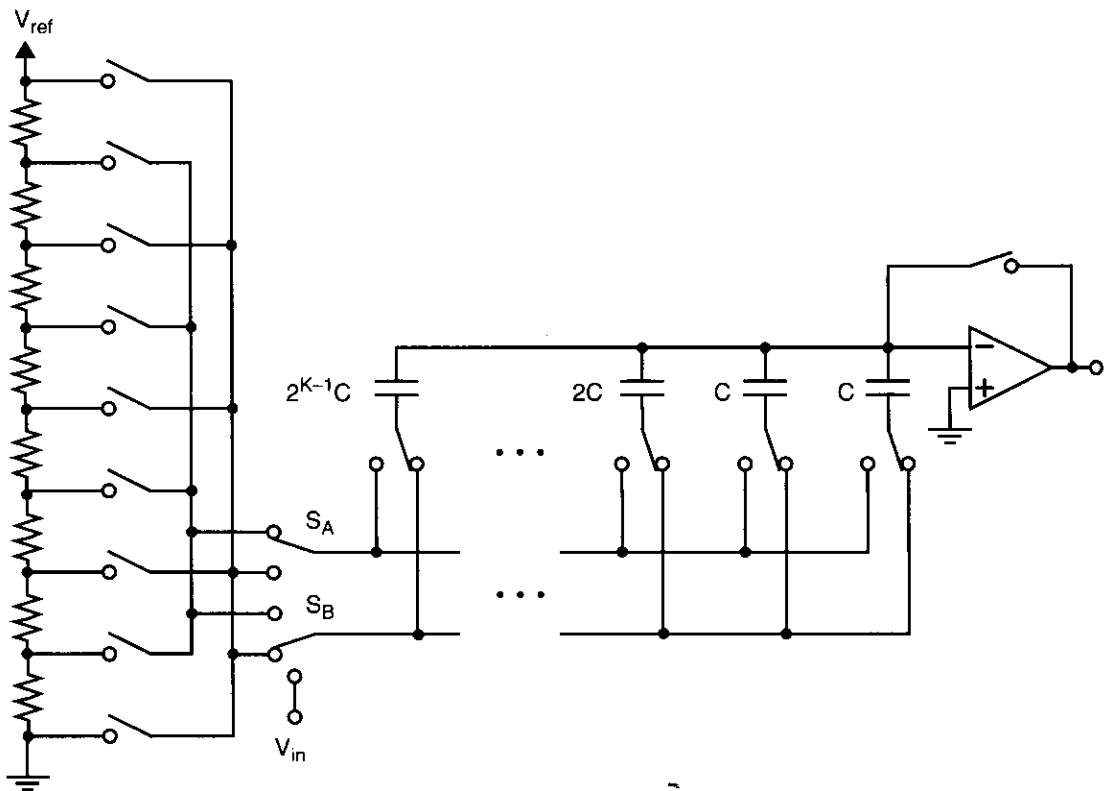 V_ref
2^{K-1}C
2C
C
C
−
+
• • •
S_A
S_B
• • •
V_in